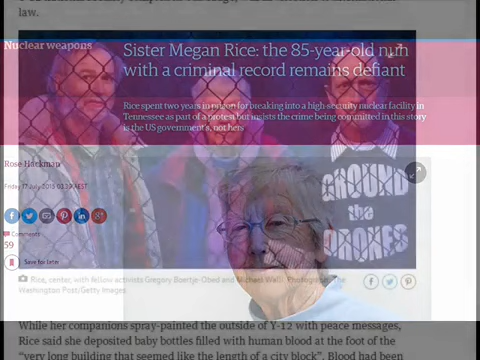 law.
Nuclear weapons
Sister Megan Rice: the 85-year-old nun
with a criminal record remains defiant
Rice spent two years in prison for breaking into a high-security nuclear facility in
Tennessee as part of a protest but insists the crime being committed in this story
is the US government's, not hers
Rose Hackman
Friday 17 July 2015
Comments
59
Save for Later
GROUND
the
DRONES
Rice, center, with fellow activists Gregory Boertje-Obed and Michael Walli. Photograph: The
Washington Post/Getty Images
While her companions spray-painted the outside of Y-12 with peace messages,
Rice said she deposited baby bottles filled with human blood at the foot of the
"very long building that seemed like the length of a city block". Blood had been